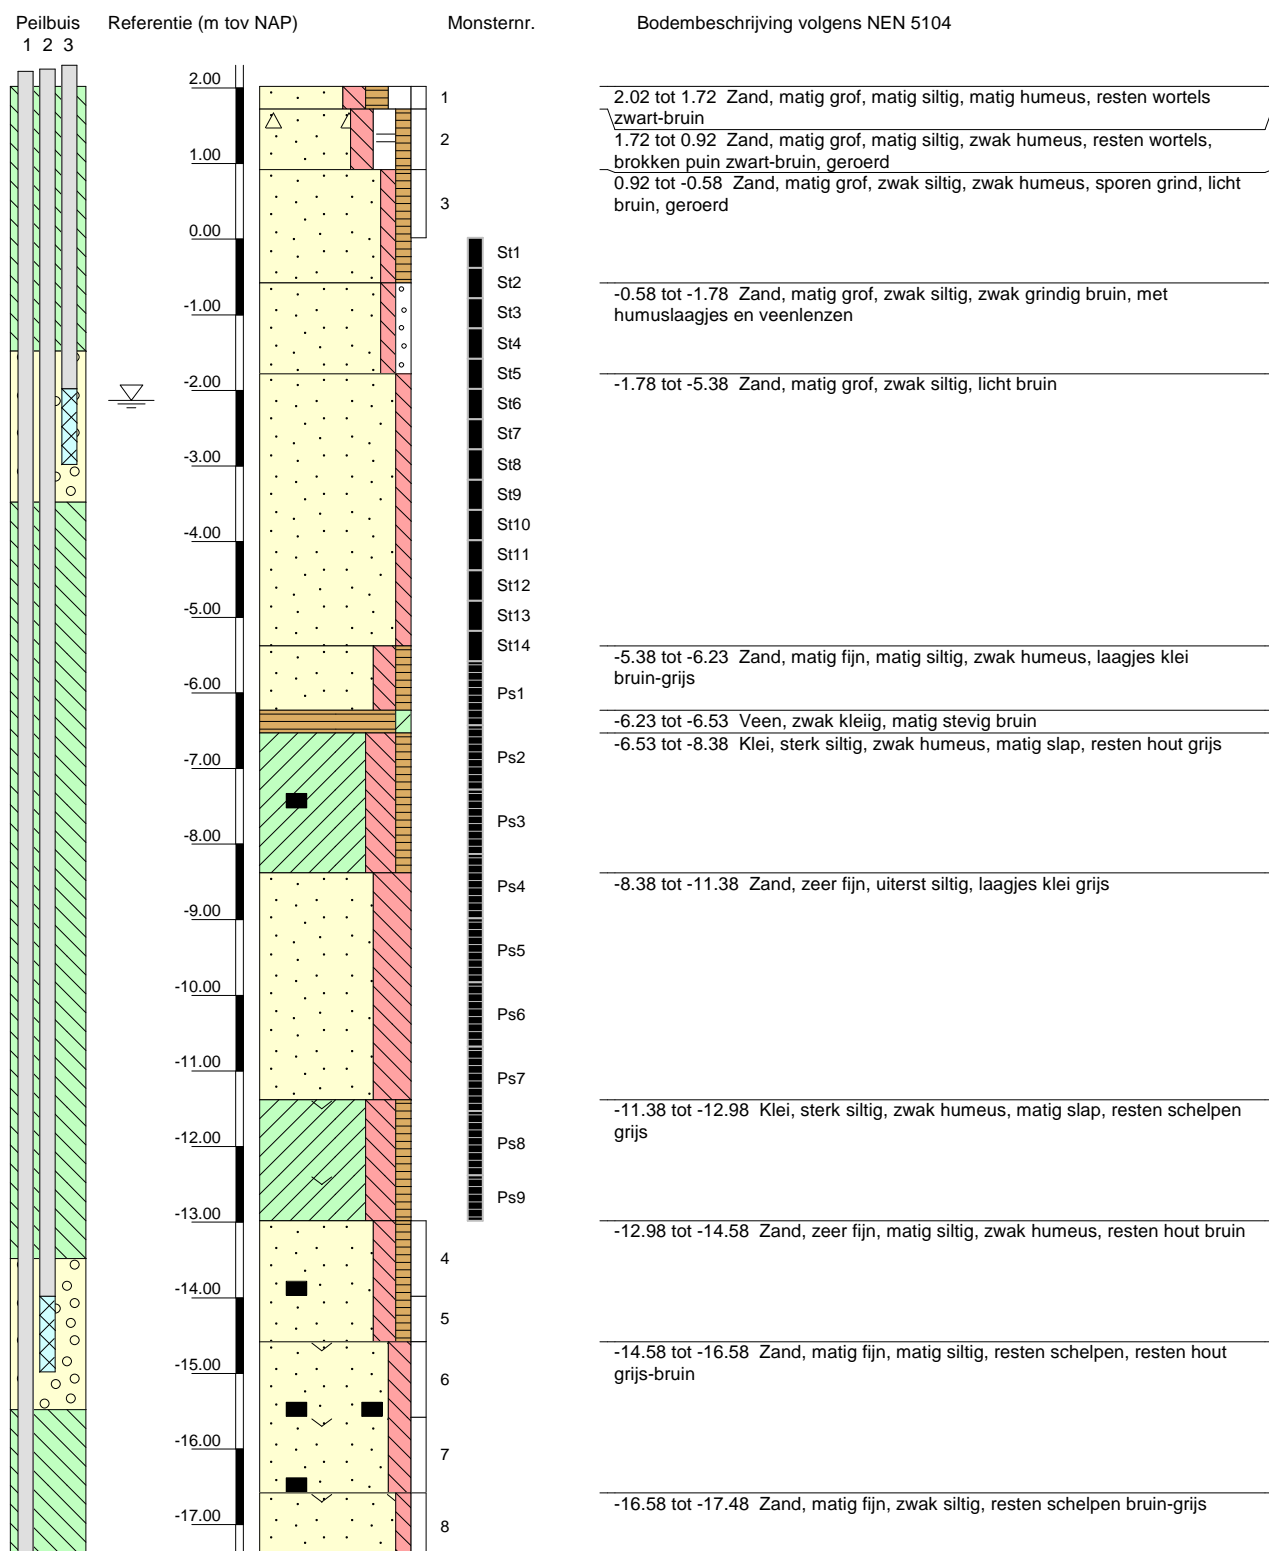 Peilbuis Referentie (m tov NAP) Monsternr. Bodembeschrijving volgens NEN 5104
1 2 3
2.00
1.00
0.00
-1.00
-2.00
-3.00
-4.00
-5.00
-6.00
-7.00
-8.00
-9.00
-10.00
-11.00
-12.00
-13.00
-14.00
-15.00
-16.00
-17.00
1
2
3
St1
St2
St3
St4
St5
St6
St7
St8
St9
St10
St11
St12
St13
St14
Ps1
Ps2
Ps3
Ps4
Ps5
Ps6
Ps7
Ps8
Ps9
4
5
6
7
8
2.02 tot 1.72 Zand, matig grof, matig siltig, matig humeus, resten wortels
zwart-bruin
1.72 tot 0.92 Zand, matig grof, matig siltig, zwak humeus, resten wortels,
brokken puin zwart-bruin, geroerd
0.92 tot -0.58 Zand, matig grof, zwak siltig, zwak humeus, sporen grind, licht
bruin, geroerd
-0.58 tot -1.78 Zand, matig grof, zwak siltig, zwak grindig bruin, met
humuslaagjes en veenlenzen
-1.78 tot -5.38 Zand, matig grof, zwak siltig, licht bruin
-5.38 tot -6.23 Zand, matig fijn, matig siltig, zwak humeus, laagjes klei
bruin-grijs
-6.23 tot -6.53 Veen, zwak kleiig, matig stevig bruin
-6.53 tot -8.38 Klei, sterk siltig, zwak humeus, matig slap, resten hout grijs
-8.38 tot -11.38 Zand, zeer fijn, uiterst siltig, laagjes klei grijs
-11.38 tot -12.98 Klei, sterk siltig, zwak humeus, matig slap, resten schelpen
grijs
-12.98 tot -14.58 Zand, zeer fijn, matig siltig, zwak humeus, resten hout bruin
-14.58 tot -16.58 Zand, matig fijn, matig siltig, resten schelpen, resten hout
grijs-bruin
-16.58 tot -17.48 Zand, matig fijn, zwak siltig, resten schelpen bruin-grijs